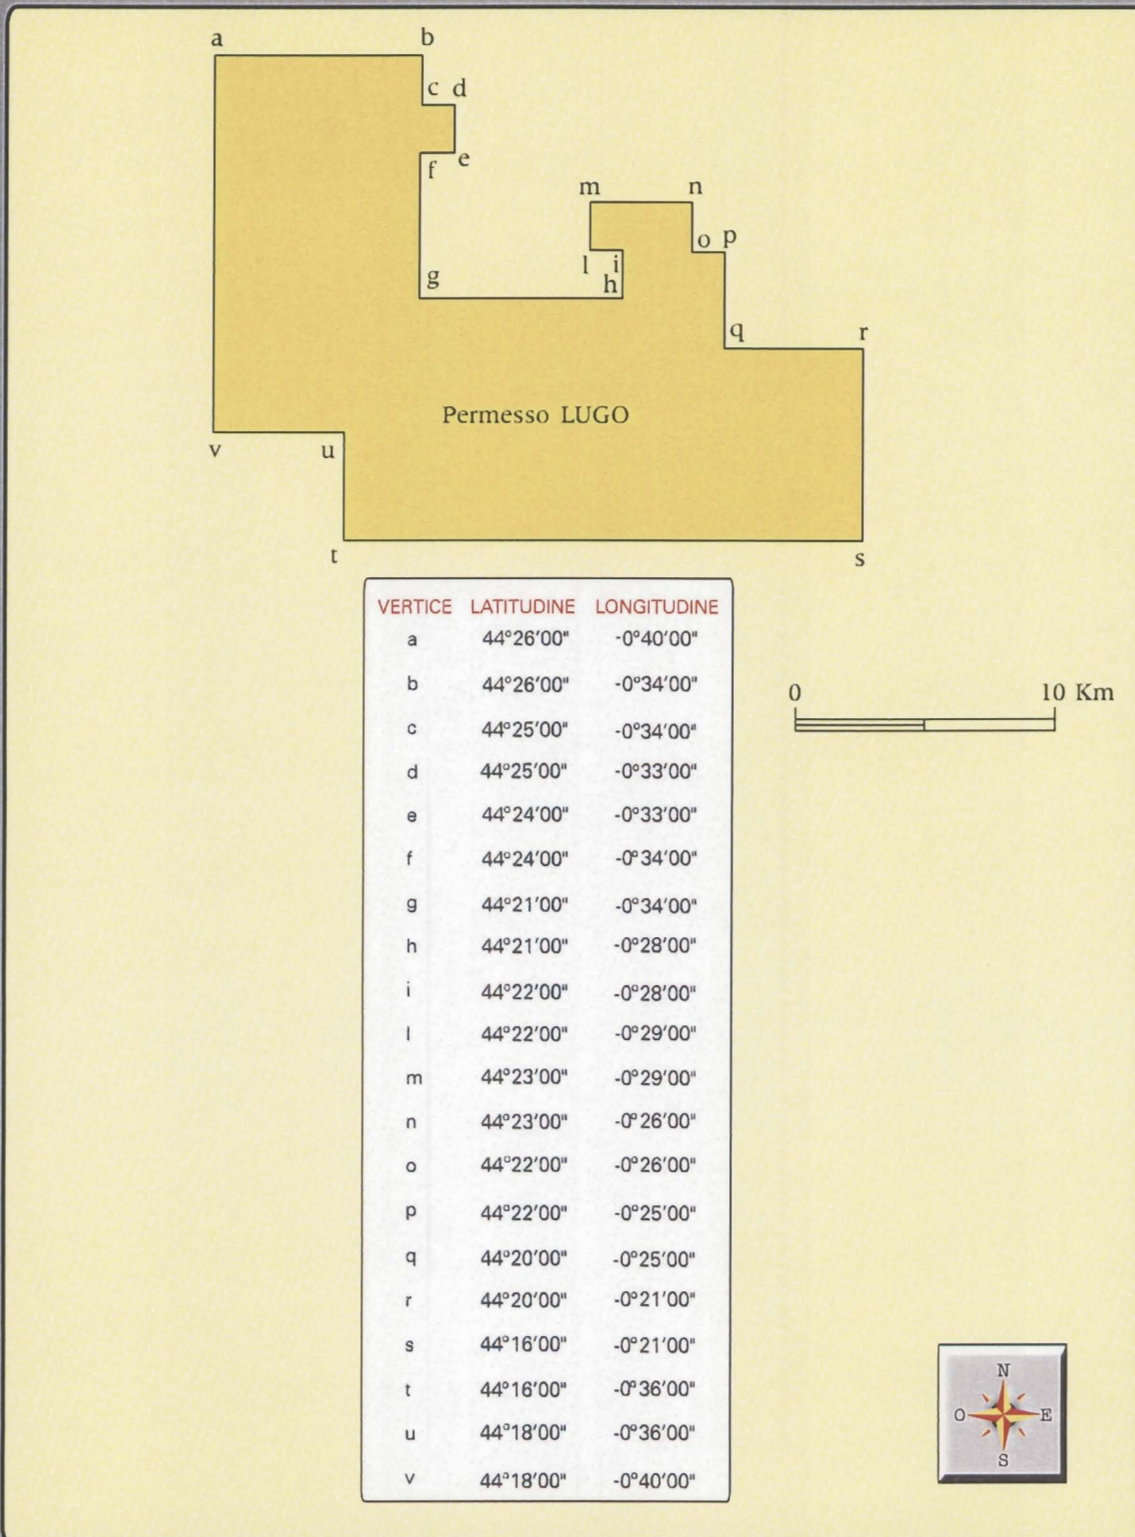 a b
c d
e
f
m n
o p
l i
g h
q r
Permesso LUGO
v u
t s
VERTICE LATITUDINE LONGITUDINE
a 44°26'00" -0°40'00"
b 44°26'00" -0°34'00"
c 44°25'00" -0°34'00"
d 44°25'00" -0°33'00"
e 44°24'00" -0°33'00"
f 44°24'00" -0°34'00"
g 44°21'00" -0°34'00"
h 44°21'00" -0°28'00"
i 44°22'00" -0°28'00"
l 44°22'00" -0°29'00"
m 44°23'00" -0°29'00"
n 44°23'00" -0°26'00"
o 44°22'00" -0°26'00"
p 44°22'00" -0°25'00"
q 44°20'00" -0°25'00"
r 44°20'00" -0°21'00"
s 44°16'00" -0°21'00"
t 44°16'00" -0°36'00"
u 44°18'00" -0°36'00"
v 44°18'00" -0°40'00"
0 10 Km
N
O E
S